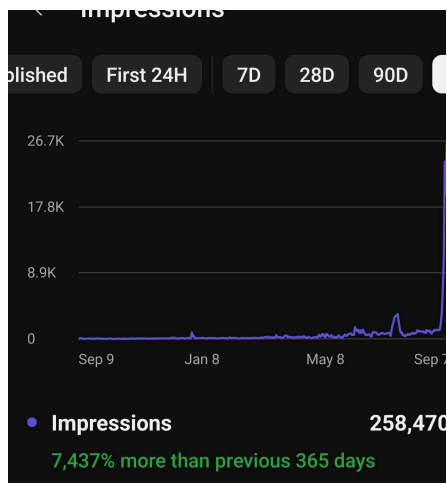 Impressions
blished First 24H 7D 28D 90D
26.7K
17.8K
8.9K
0
Sep 9 Jan 8 May 8 Sep 7
Impressions 258,470
7,437% more than previous 365 days